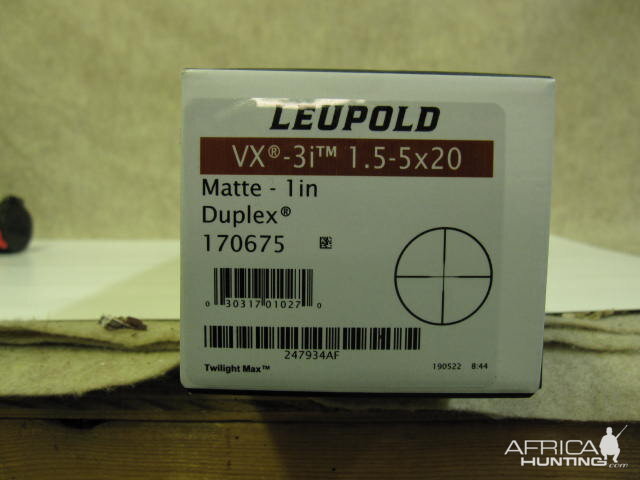 LEUPOLD
VX®-3i™ 1.5-5x20
Matte - 1in
Duplex®
170675
0 30317 01027 0
247934AF
Twilight Max™
190522 8:44
AFRICA
HUNTING.com